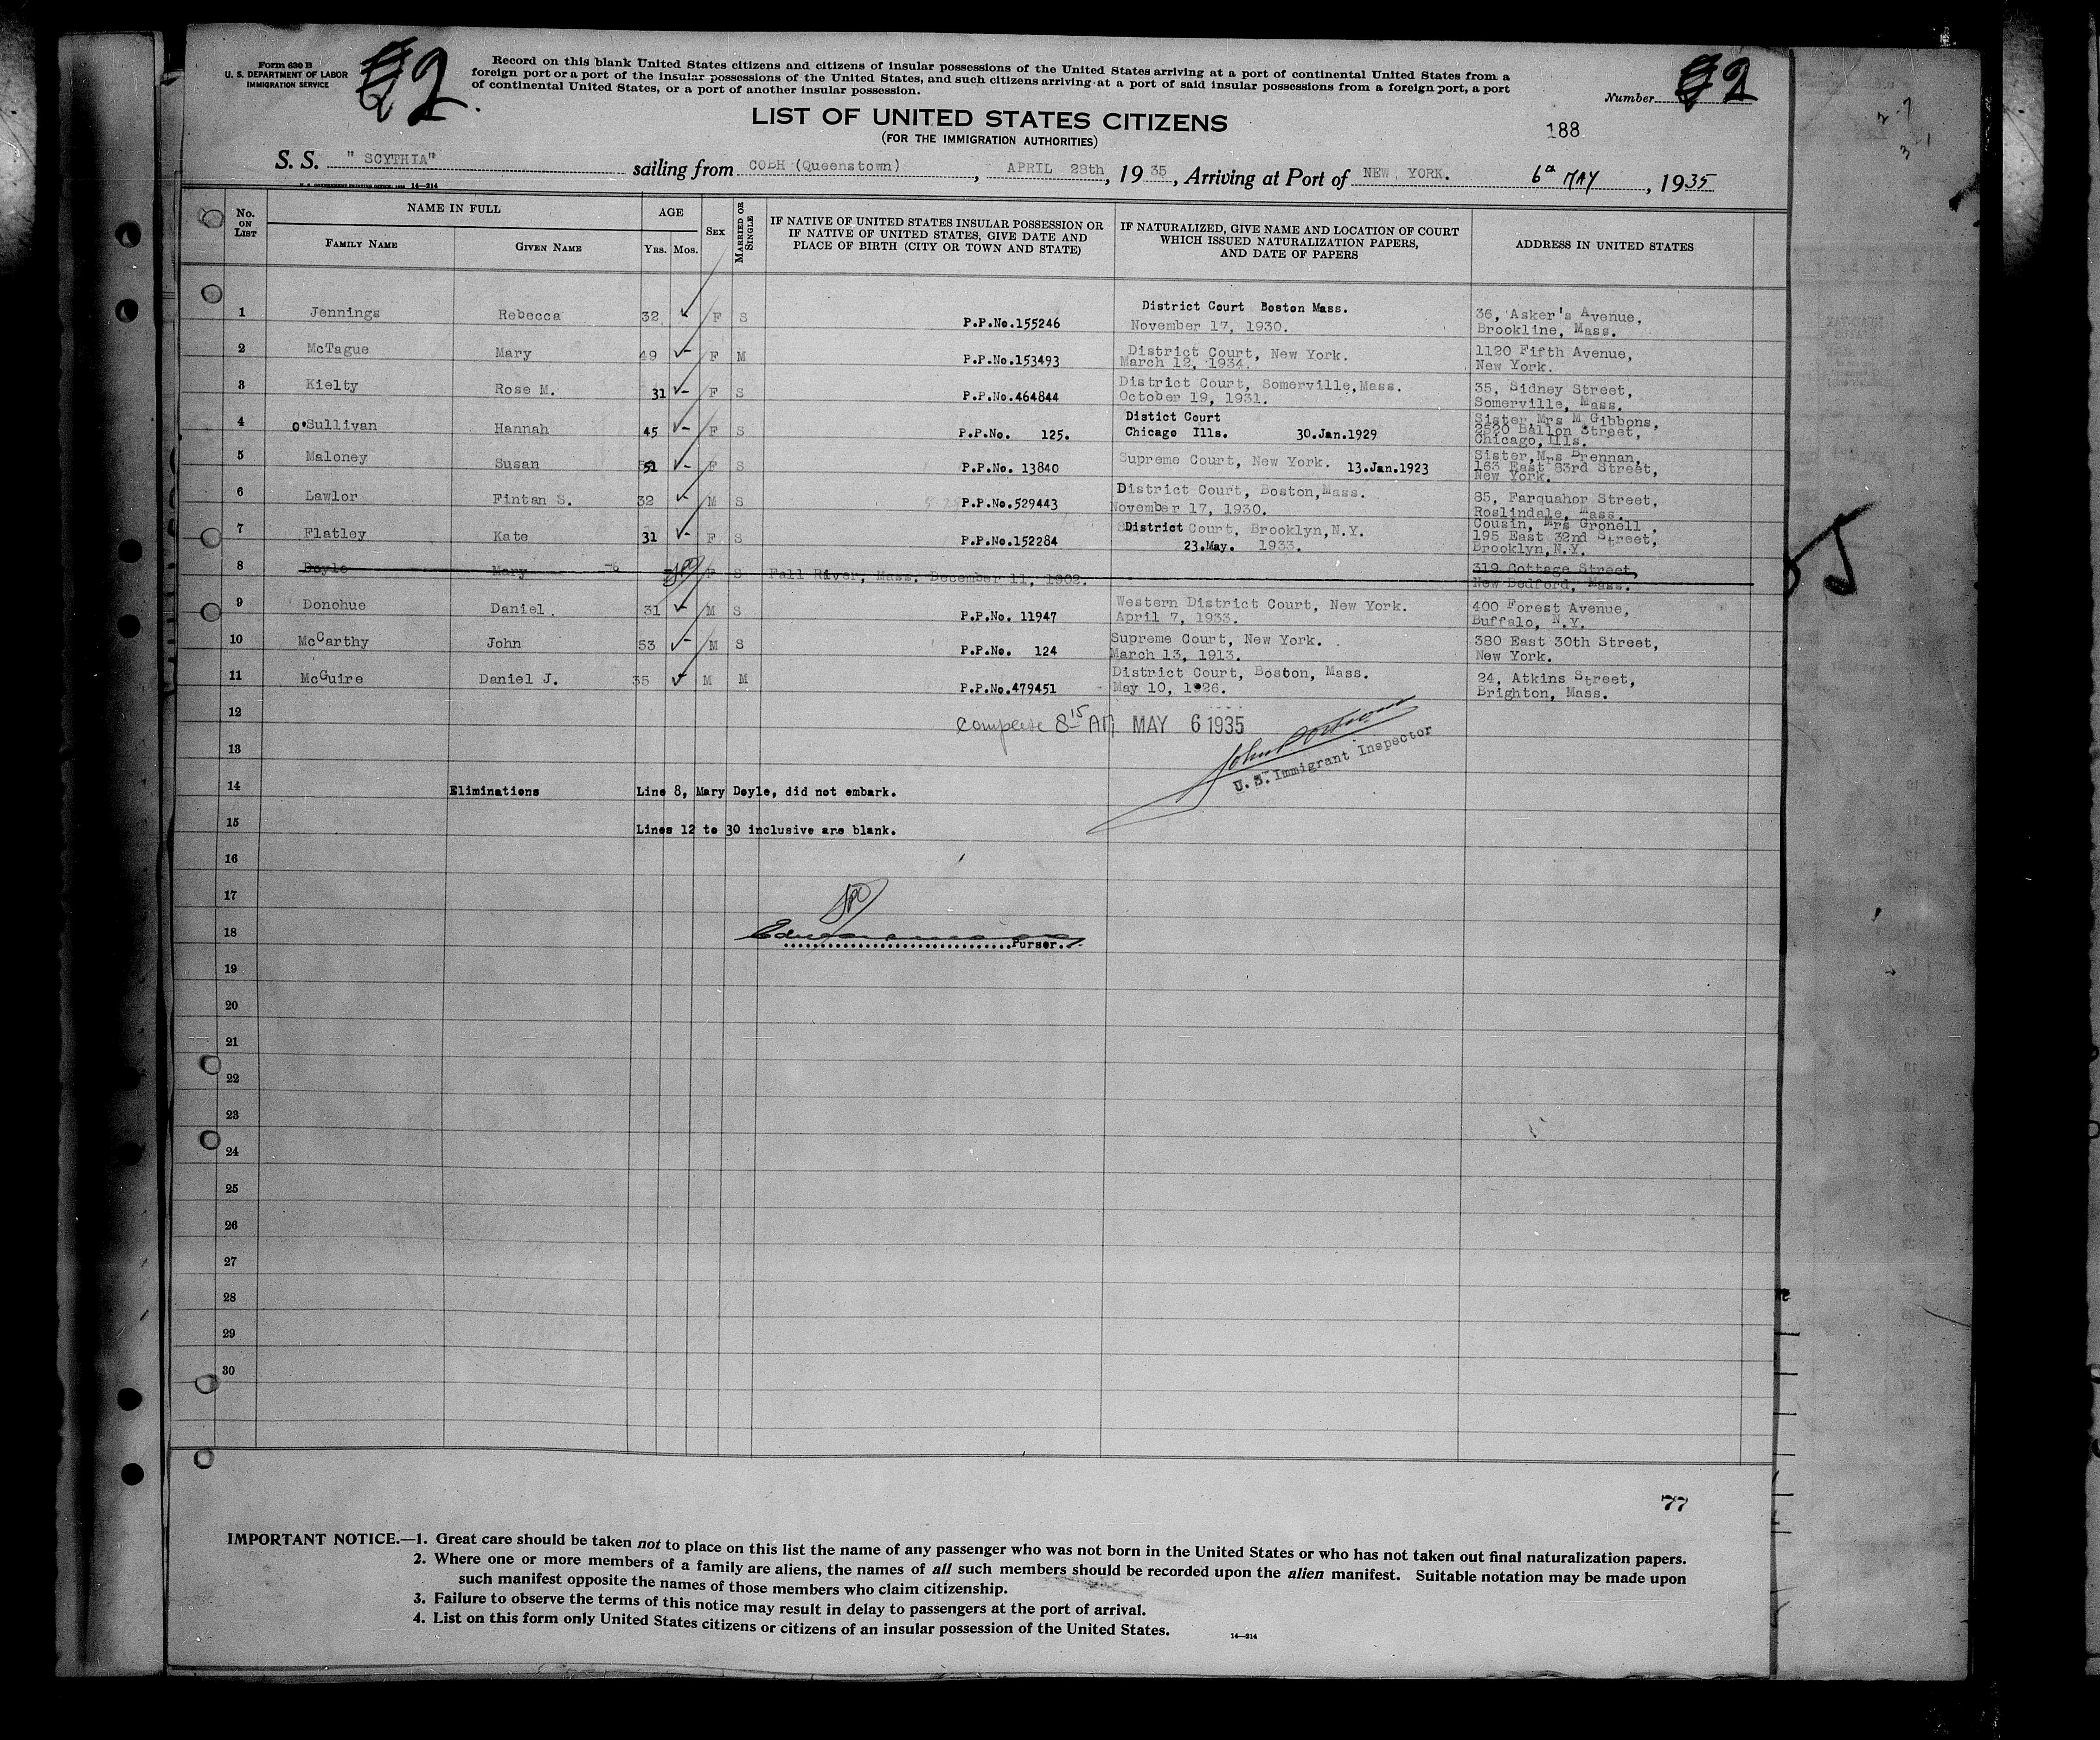 Form 630 B
U. S. DEPARTMENT OF LABOR
IMMIGRATION SERVICE
2
Record on this blank United States citizens and citizens of insular possessions of the United States arriving at a port of continental United States from a
foreign port or a port of the insular possessions of the United States, and such citizens arriving at a port of said insular possessions from a foreign port, a port
of continental United States, or a port of another insular possession.
Number 2
LIST OF UNITED STATES CITIZENS
(FOR THE IMMIGRATION AUTHORITIES)
188
S. S. "SCYTHIA" sailing from COBH (Queenstown), APRIL 28th, 1935, Arriving at Port of NEW YORK. 6th MAY, 1935
14-214
No. ON LIST
NAME IN FULL
FAMILY NAME
GIVEN NAME
AGE
YRS.
MOS.
SEX
MARRIED OR SINGLE
IF NATIVE OF UNITED STATES INSULAR POSSESSION OR
IF NATIVE OF UNITED STATES, GIVE DATE AND
PLACE OF BIRTH (CITY OR TOWN AND STATE)
IF NATURALIZED, GIVE NAME AND LOCATION OF COURT
WHICH ISSUED NATURALIZATION PAPERS,
AND DATE OF PAPERS
ADDRESS IN UNITED STATES
1 Jennings Rebecca 32 F S P.P.No.155246 District Court Boston Mass. 36, Asker's Avenue,
November 17, 1930. Brookline, Mass.
2 McTague Mary 49 F M P.P.No.153493 District Court, New York. 1120 Fifth Avenue,
March 12, 1934. New York.
3 Kielty Rose M. 31 F S P.P.No.464844 District Court, Somerville,Mass. 35, Sidney Street,
October 19, 1931. Somerville, Mass.
4 O'Sullivan Hannah 45 F S P.P.No. 125. Distict Court Sister,Mrs M Gibbons,
2520 Ballon Street,
Chicago Ills. 30.Jan.1929 Chicago, Ills.
5 Maloney Susan 51 F S P.P.No. 13840 Supreme Court, New York. 13.Jan.1923 Sister,Mrs Brennan,
163 East 83rd Street,
New York.
6 Lawlor Fintan S. 32 M S P.P.No.529443 District Court, Boston,Mass. 85, Farquahor Street,
November 17, 1930. Roslindale, Mass.
7 Flatley Kate 31 F S P.P.No.152284 District Court, Brooklyn,N.Y. Cousin, Mrs Gronell,
195 East 32nd Street,
23.May. 1933. Brooklyn,N.Y.
8 Doyle Mary F S Fall River, Mass. December 11, 1902. 319 Cottage Street,
New Bedford, Mass.
9 Donohue Daniel. 31 M S P.P.No. 11947 Western District Court, New York. 400 Forest Avenue,
April 7, 1933. Buffalo, N.Y.
10 McCarthy John 53 M S P.P.No. 124 Supreme Court, New York. 380 East 30th Street,
March 13, 1913. New York.
11 McGuire Daniel J. 35 M M P.P.No.479451 District Court, Boston, Mass. 24, Atkins Street,
May 10, 1926. Brighton, Mass.
12 8 15 AM MAY 6 1935
13
U. S. Immigrant Inspector
14 Eliminations Line 8, Mary Doyle, did not embark.
15 Lines 12 to 30 inclusive are blank.
16
17
18 Purser.
19
20
21
22
23
24
25
26
27
28
29
30
77
IMPORTANT NOTICE.—1. Great care should be taken not to place on this list the name of any passenger who was not born in the United States or who has not taken out final naturalization papers.
2. Where one or more members of a family are aliens, the names of all such members should be recorded upon the alien manifest. Suitable notation may be made upon
such manifest opposite the names of those members who claim citizenship.
3. Failure to observe the terms of this notice may result in delay to passengers at the port of arrival.
4. List on this form only United States citizens or citizens of an insular possession of the United States.
14—214